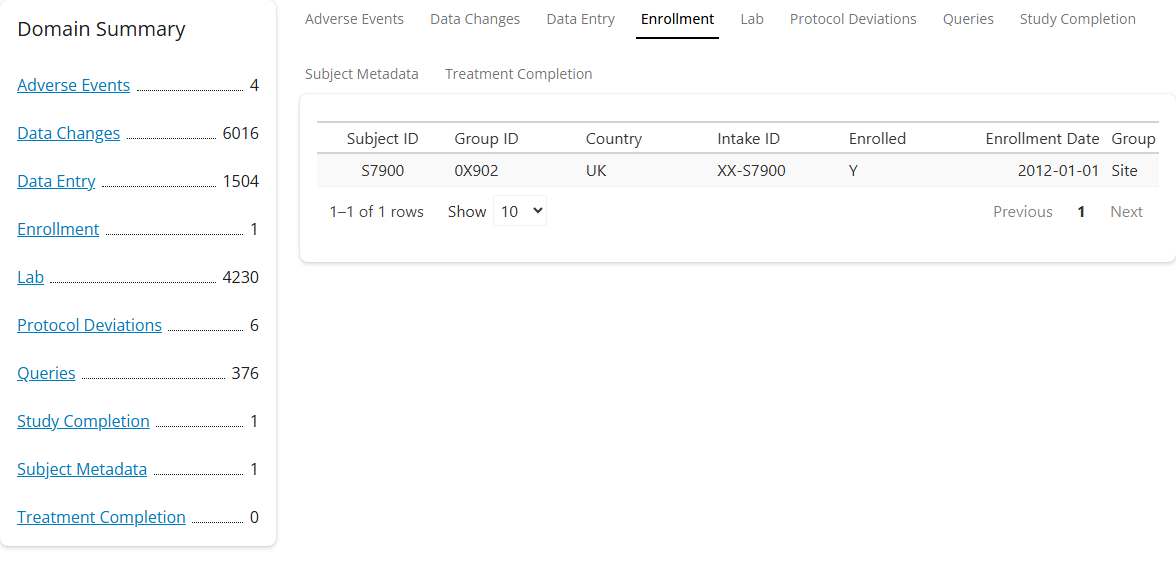 Domain Summary
Adverse Events 4
Data Changes 6016
Data Entry 1504
Enrollment 1
Lab 4230
Protocol Deviations 6
Queries 376
Study Completion 1
Subject Metadata 1
Treatment Completion 0
Adverse Events Data Changes Data Entry Enrollment Lab Protocol Deviations Queries Study Completion
Subject Metadata Treatment Completion
Subject ID Group ID Country Intake ID Enrolled Enrollment Date Group
S7900 0X902 UK XX-S7900 Y 2012-01-01 Site
1–1 of 1 rows Show 10 Previous 1 Next